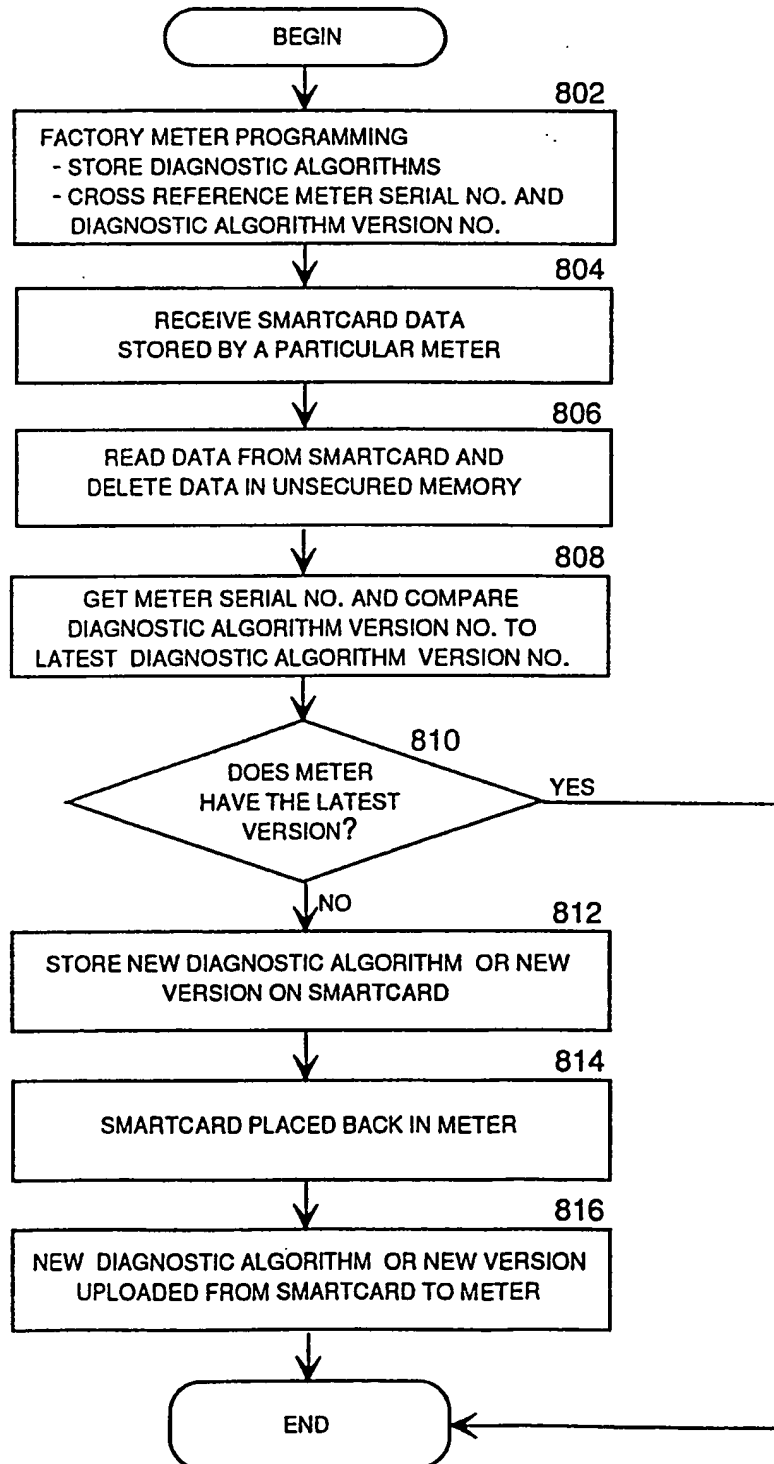 BEGIN
802
FACTORY METER PROGRAMMING
- STORE DIAGNOSTIC ALGORITHMS
- CROSS REFERENCE METER SERIAL NO. AND
DIAGNOSTIC ALGORITHM VERSION NO.
804
RECEIVE SMARTCARD DATA
STORED BY A PARTICULAR METER
806
READ DATA FROM SMARTCARD AND
DELETE DATA IN UNSECURED MEMORY
808
GET METER SERIAL NO. AND COMPARE
DIAGNOSTIC ALGORITHM VERSION NO. TO
LATEST DIAGNOSTIC ALGORITHM VERSION NO.
810
DOES METER
HAVE THE LATEST
VERSION?
YES
NO
812
STORE NEW DIAGNOSTIC ALGORITHM OR NEW
VERSION ON SMARTCARD
814
SMARTCARD PLACED BACK IN METER
816
NEW DIAGNOSTIC ALGORITHM OR NEW VERSION
UPLOADED FROM SMARTCARD TO METER
END